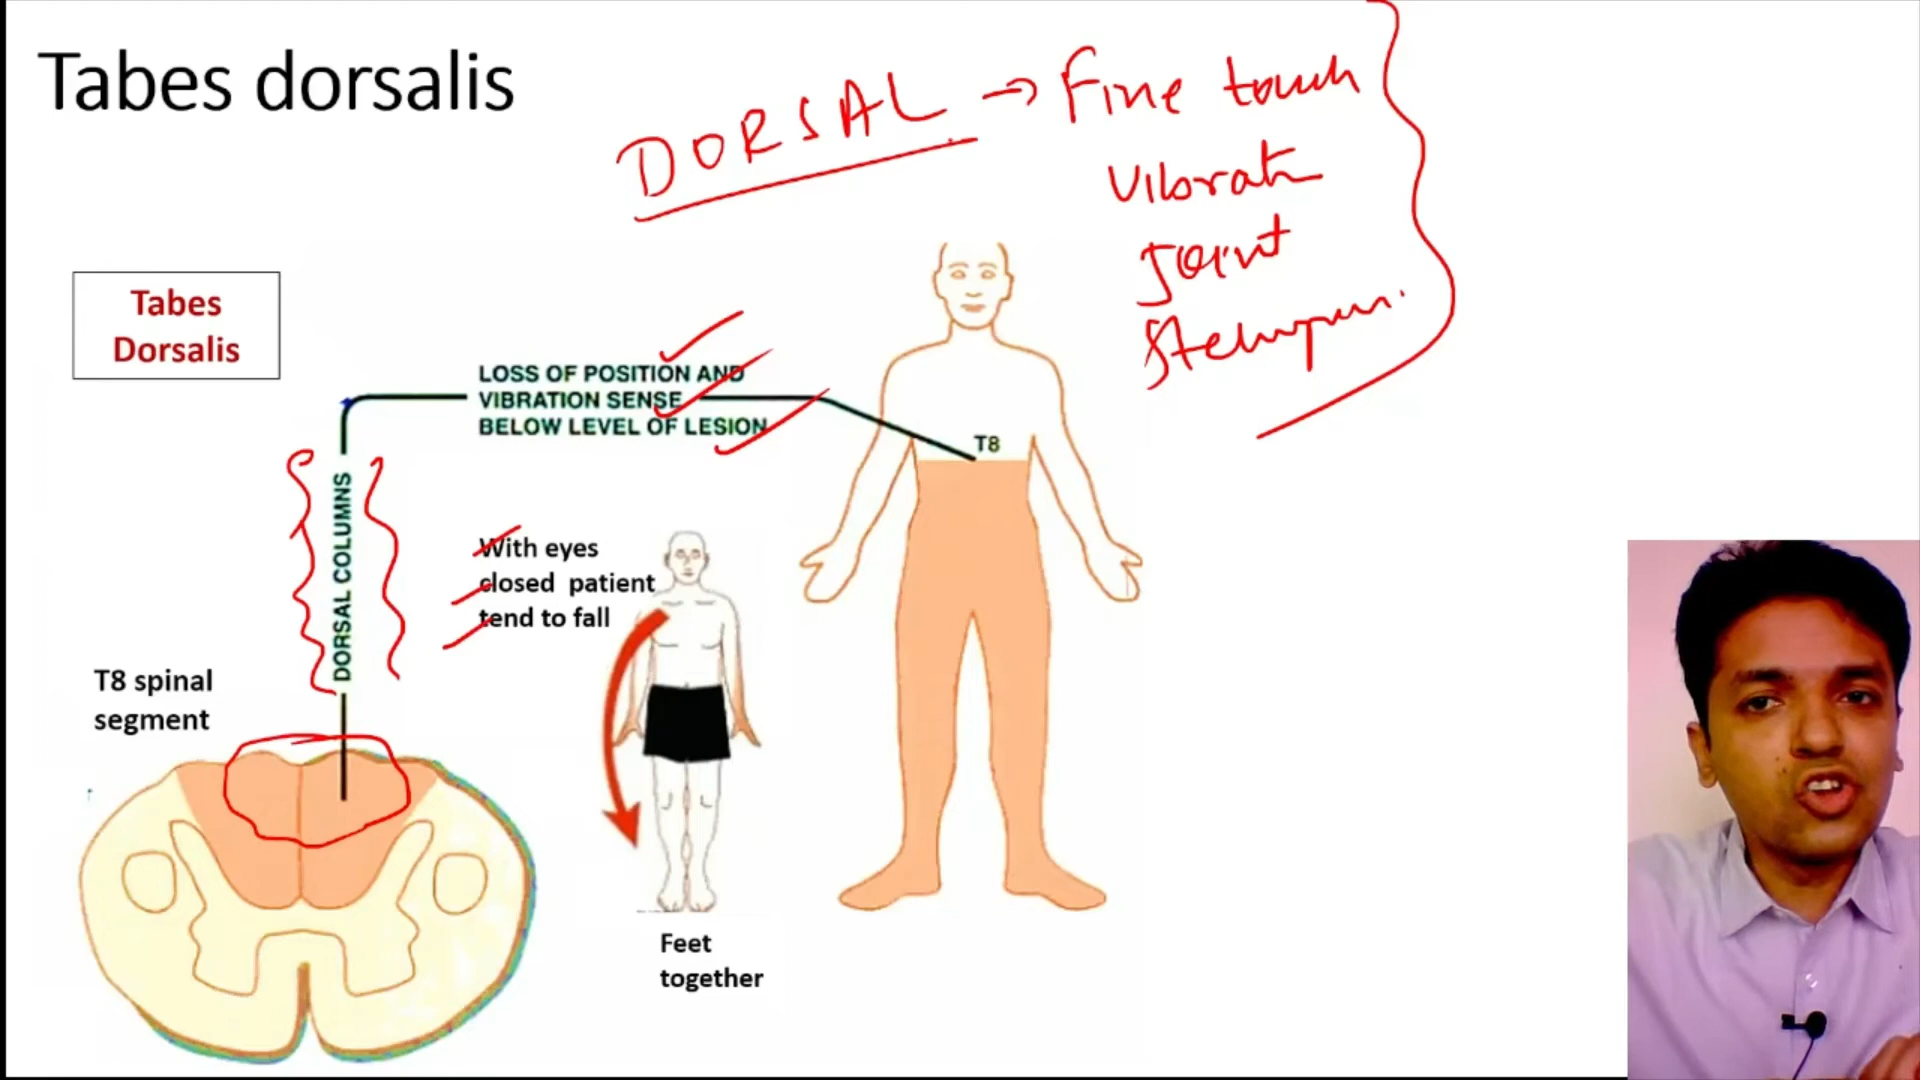 Tabes dorsalis
DORSAL → Fine touch
Vibrat
Joint
Tabes
Dorsalis
LOSS OF POSITION AND
VIBRATION SENSE
BELOW LEVEL OF LESION
T8
DORSAL COLUMNS
With eyes
closed patient
tend to fall
T8 spinal
segment
Feet
together